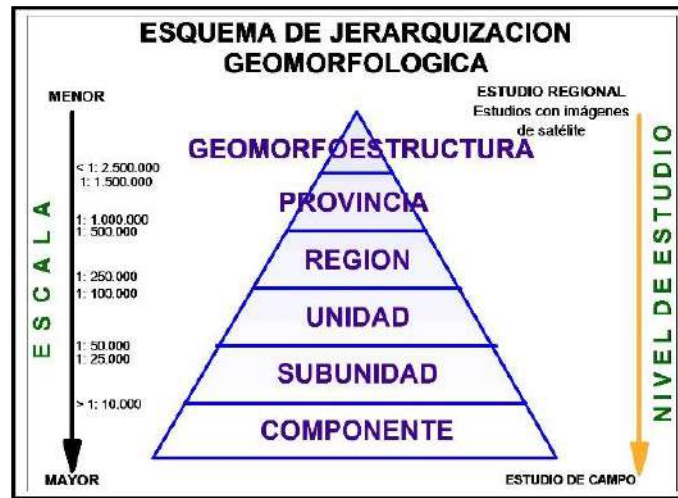 ESQUEMA DE JERARQUIZACION
GEOMORFOLOGICA
MENOR
ESTUDIO REGIONAL
Estudios con imágenes
de satélite
ESCALA
NIVEL DE ESTUDIO
GEOMORFOESTRUCTURA
< 1: 2.500.000
1: 1.500.000
PROVINCIA
1: 1.000.000
1: 500.000
REGION
1: 250.000
1: 100.000
UNIDAD
1: 50.000
1: 25.000
SUBUNIDAD
> 1: 10.000
COMPONENTE
MAYOR
ESTUDIO DE CAMPO